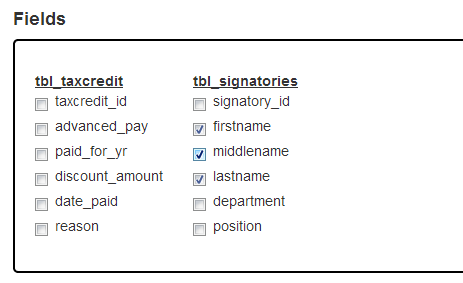 Fields
tbl_taxcredit
taxcredit_id
advanced_pay
paid_for_yr
discount_amount
date_paid
reason
tbl_signatories
signatory_id
firstname
middlename
lastname
department
position